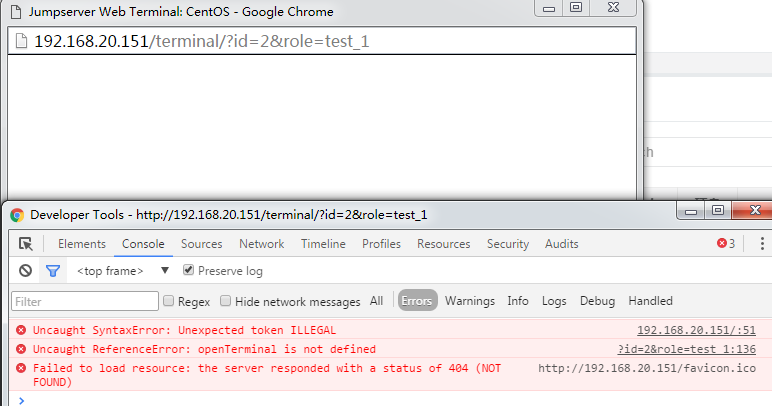 Jumpserver Web Terminal: CentOS - Google Chrome
192.168.20.151/terminal/?id=2&role=test_1
ch
Developer Tools - http://192.168.20.151/terminal/?id=2&role=test_1
Elements Console Sources Network Timeline Profiles Resources Security Audits 3
<top frame> Preserve log
Filter Regex Hide network messages All Errors Warnings Info Logs Debug Handled
Uncaught SyntaxError: Unexpected token ILLEGAL 192.168.20.151/:51
Uncaught ReferenceError: openTerminal is not defined ?id=2&role=test_1:136
Failed to load resource: the server responded with a status of 404 (NOT http://192.168.20.151/favicon.ico
FOUND)